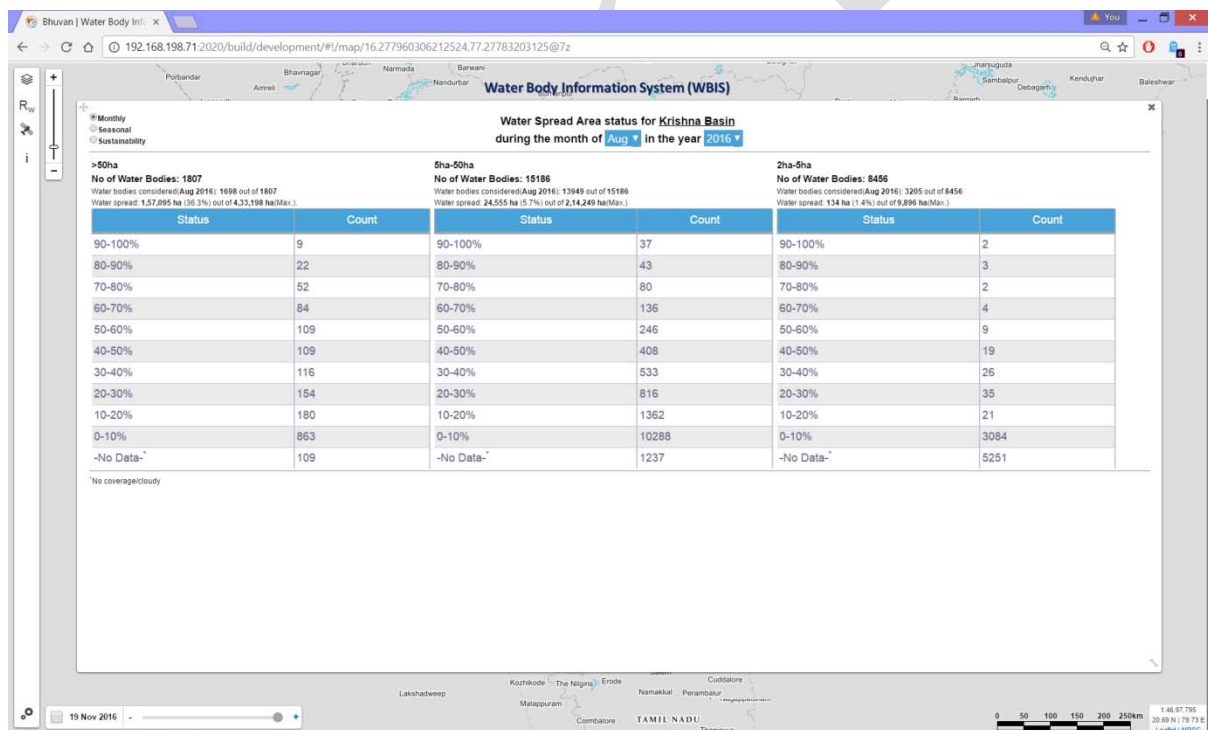 Bhuvan | Water Body Inf
You
192.168.198.71:2020/build/development/#!/map/16.277960306212524,77.27783203125@7z
Porbandar
Bhavnagar
Amreli
Narmada
Barwani
Nandurbar
Water Body Information System (WBIS)
Jharsuguda
Sambalpur
Debagarh
Kendujhar
Baleshwar
Rw
i
+
-
Monthly
Seasonal
Sustainability
Water Spread Area status for Krishna Basin
during the month of Aug in the year 2016
>50ha
No of Water Bodies: 1807
Water bodies considered(Aug 2016): 1698 out of 1807
Water spread: 1,57,095 ha (36.3%) out of 4,33,198 ha(Max.).
Status Count
90-100% 9
80-90% 22
70-80% 52
60-70% 84
50-60% 109
40-50% 109
30-40% 116
20-30% 154
10-20% 180
0-10% 863
-No Data-* 109
5ha-50ha
No of Water Bodies: 15186
Water bodies considered(Aug 2016): 13949 out of 15186
Water spread: 24,555 ha (5.7%) out of 2,14,249 ha(Max.)
Status Count
90-100% 37
80-90% 43
70-80% 80
60-70% 136
50-60% 246
40-50% 408
30-40% 533
20-30% 816
10-20% 1362
0-10% 10288
-No Data-* 1237
2ha-5ha
No of Water Bodies: 8456
Water bodies considered(Aug 2016): 3205 out of 8456
Water spread: 134 ha (1.4%) out of 9,896 ha(Max.)
Status Count
90-100% 2
80-90% 3
70-80% 2
60-70% 4
50-60% 9
40-50% 19
30-40% 26
20-30% 35
10-20% 21
0-10% 3084
-No Data-* 5251
*No coverage/cloudy
Lakshadweep
Kozhikode
The Nilgiris
Erode
Namakkal
Perambalur
Cuddalore
Malappuram
Coimbatore
TAMIL NADU
19 Nov 2016 - +
0 50 100 150 200 250km
1:46,97,795
20.69 N | 79.73 E
Leaflet | NRSC